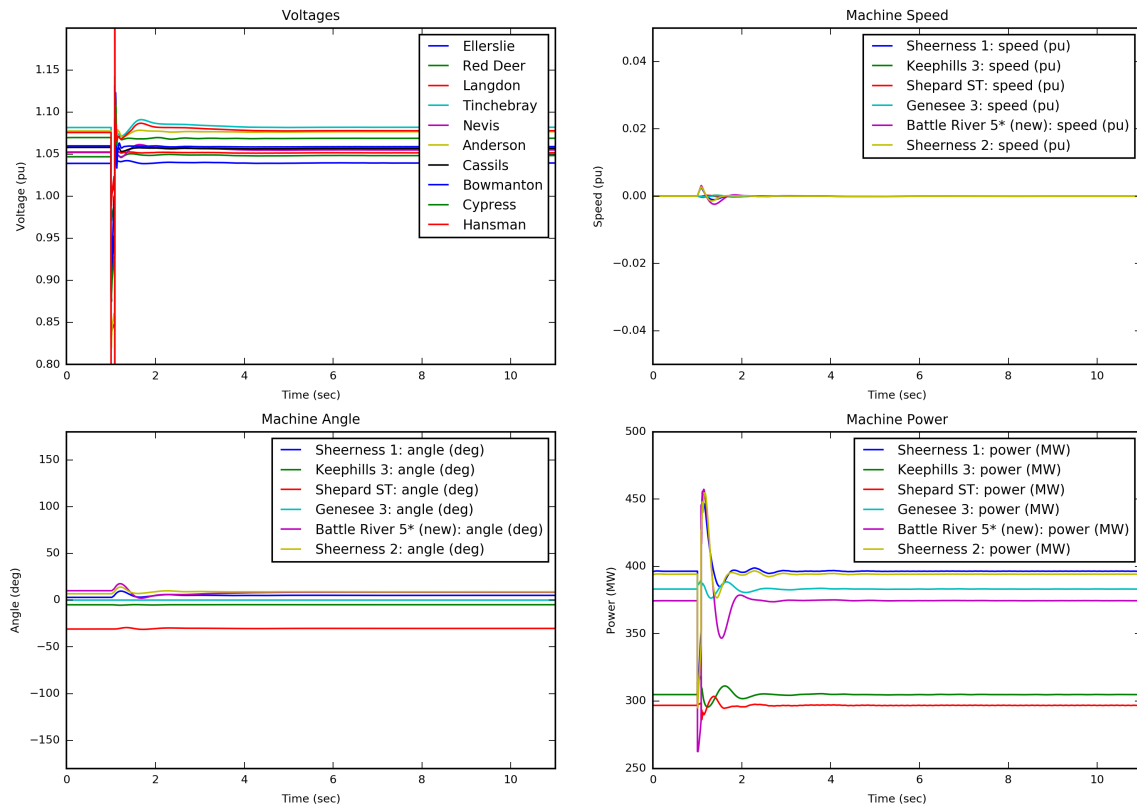 Voltages
1.15
1.10
1.05
1.00
0.95
0.90
0.85
0.80
Voltage (pu)
0
2
4
6
8
10
Time (sec)
Ellerslie
Red Deer
Langdon
Tinchebray
Nevis
Anderson
Cassils
Bowmanton
Cypress
Hansman
Machine Speed
0.04
0.02
0.00
−0.02
−0.04
Speed (pu)
0
2
4
6
8
10
Time (sec)
Sheerness 1: speed (pu)
Keephills 3: speed (pu)
Shepard ST: speed (pu)
Genesee 3: speed (pu)
Battle River 5* (new): speed (pu)
Sheerness 2: speed (pu)
Machine Angle
150
100
50
0
−50
−100
−150
Angle (deg)
0
2
4
6
8
10
Time (sec)
Sheerness 1: angle (deg)
Keephills 3: angle (deg)
Shepard ST: angle (deg)
Genesee 3: angle (deg)
Battle River 5* (new): angle (deg)
Sheerness 2: angle (deg)
Machine Power
500
450
400
350
300
250
Power (MW)
0
2
4
6
8
10
Time (sec)
Sheerness 1: power (MW)
Keephills 3: power (MW)
Shepard ST: power (MW)
Genesee 3: power (MW)
Battle River 5* (new): power (MW)
Sheerness 2: power (MW)